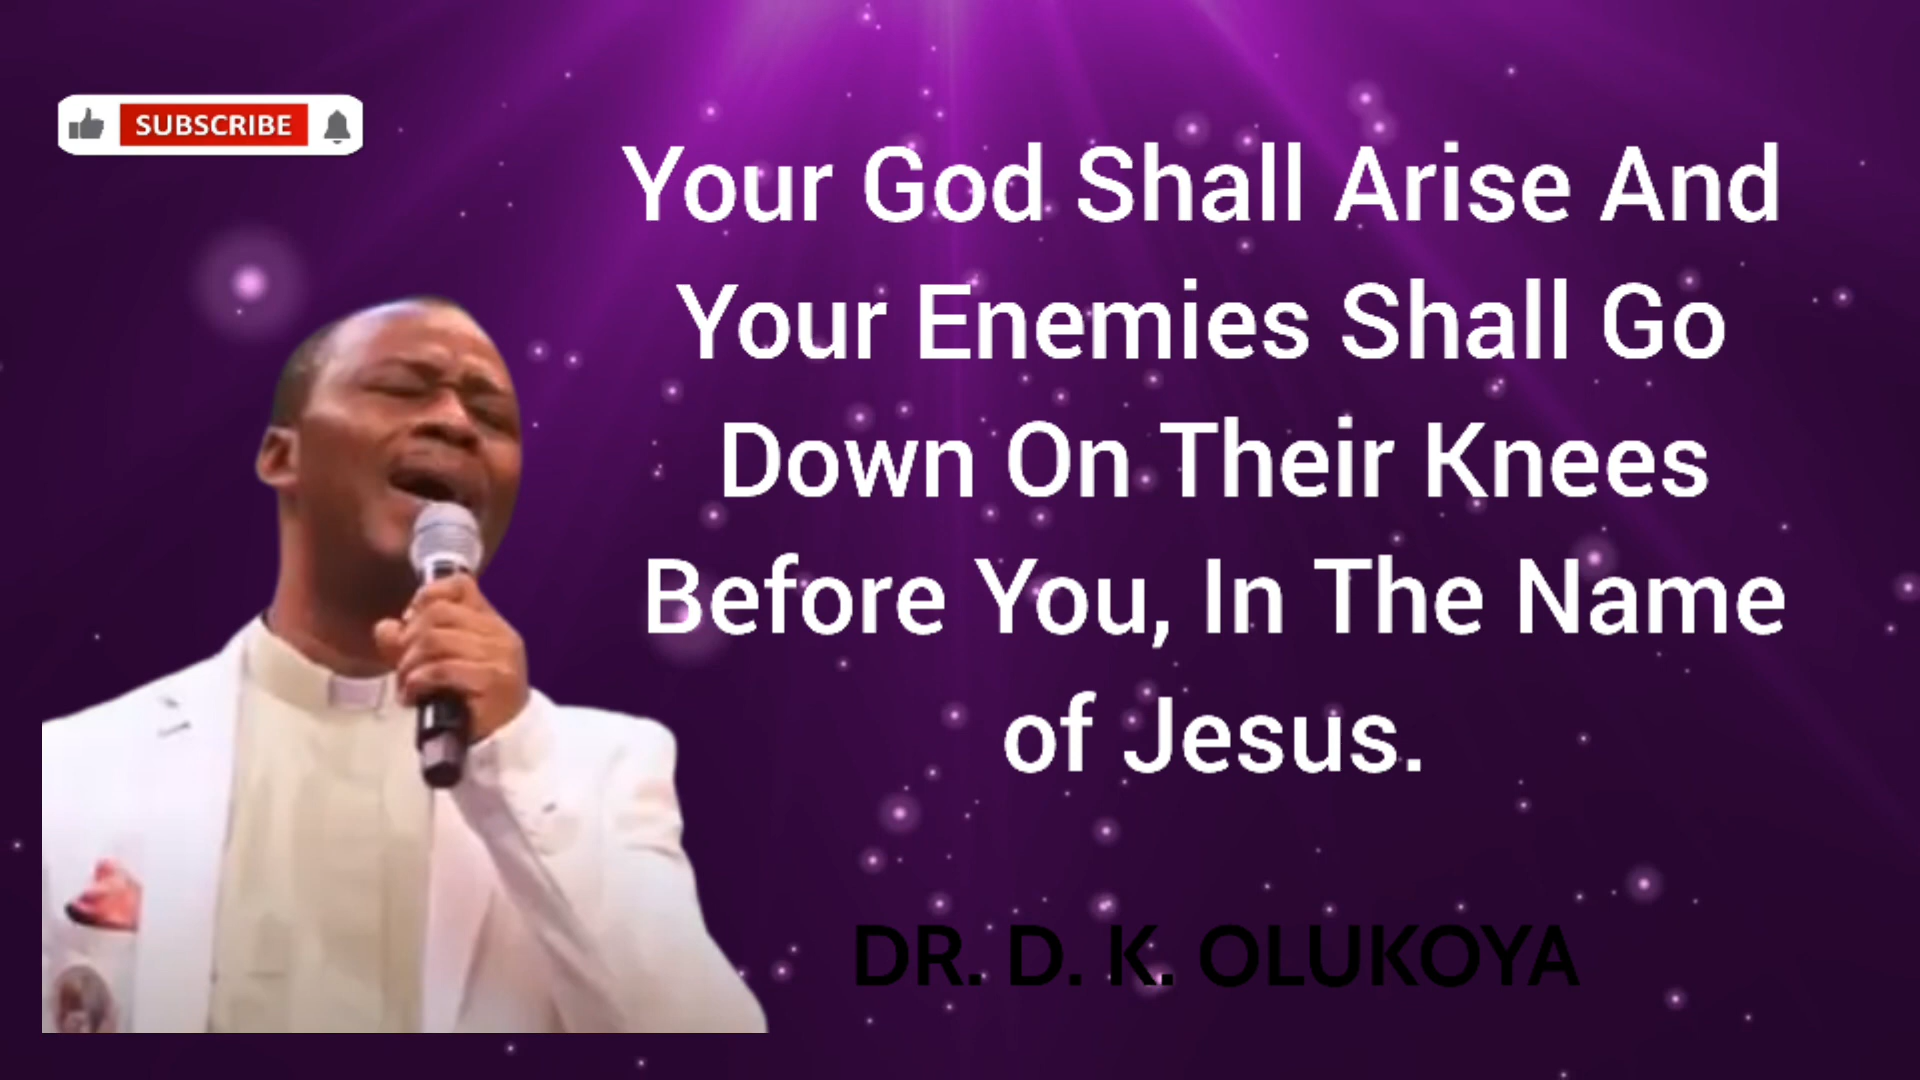 SUBSCRIBE
Your God Shall Arise And
Your Enemies Shall Go
Down On Their Knees
Before You, In The Name
of Jesus.
DR. D. K. OLUKOYA